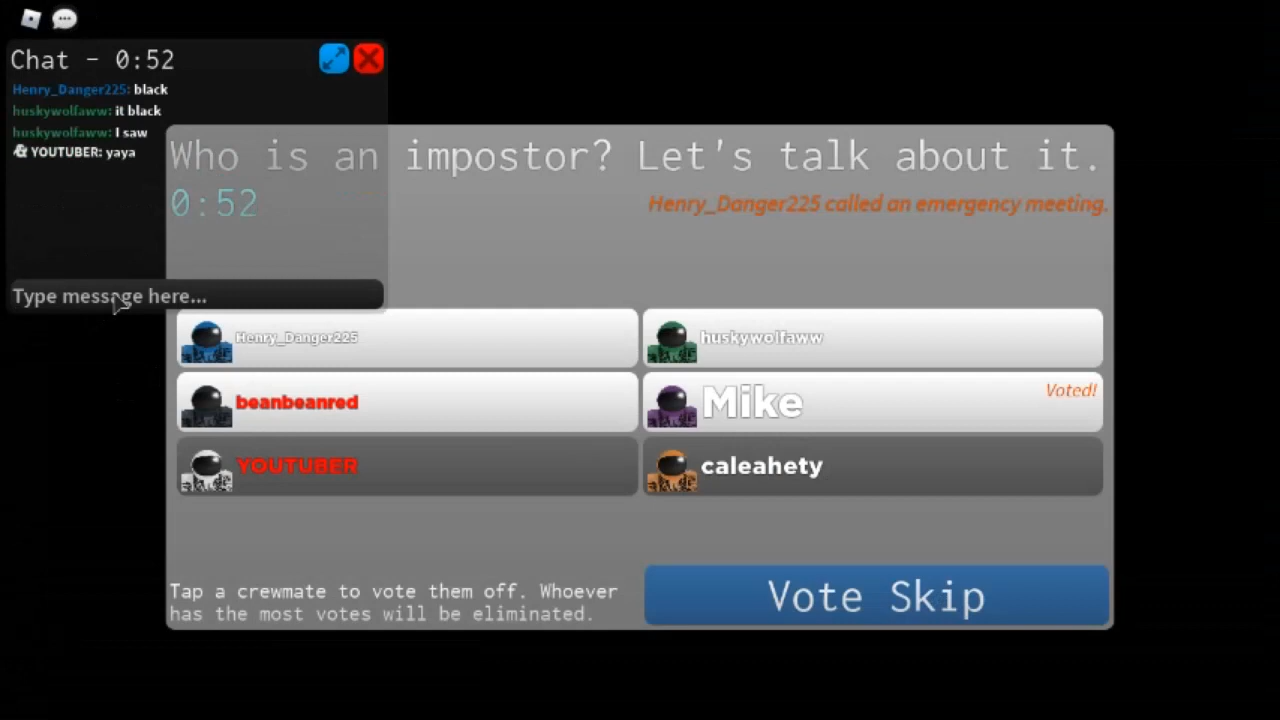 Chat - 0:52
Henry_Danger225: black
huskywolfaww: it black
huskywolfaww: I saw
& YOUTUBER: yaya
Type message here...
Who is an impostor? Let's talk about it.
0:52
Henry_Danger225 called an emergency meeting.
Henry_Danger225
huskywolfaww
beanbeanred
Mike
Voted!
YOUTUBER
caleahety
Tap a crewmate to vote them off. Whoever
has the most votes will be eliminated.
Vote Skip